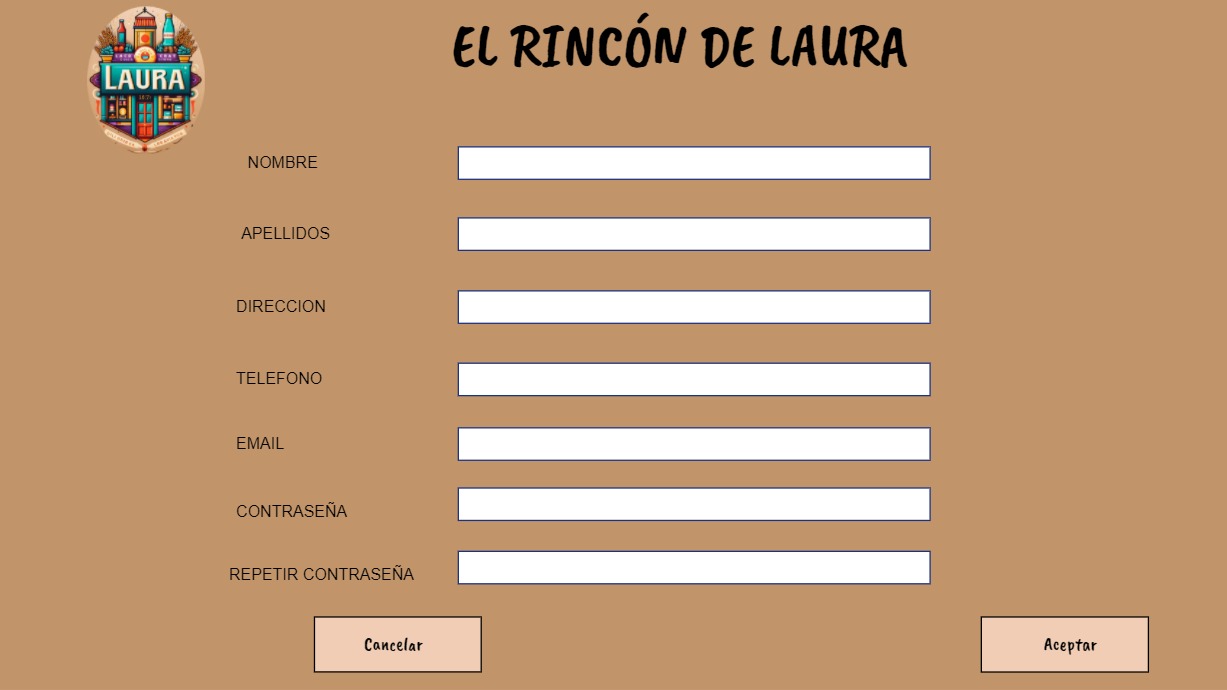 LAURA
EL RINCÓN DE LAURA
NOMBRE
APELLIDOS
DIRECCION
TELEFONO
EMAIL
CONTRASEÑA
REPETIR CONTRASEÑA
Cancelar
Aceptar